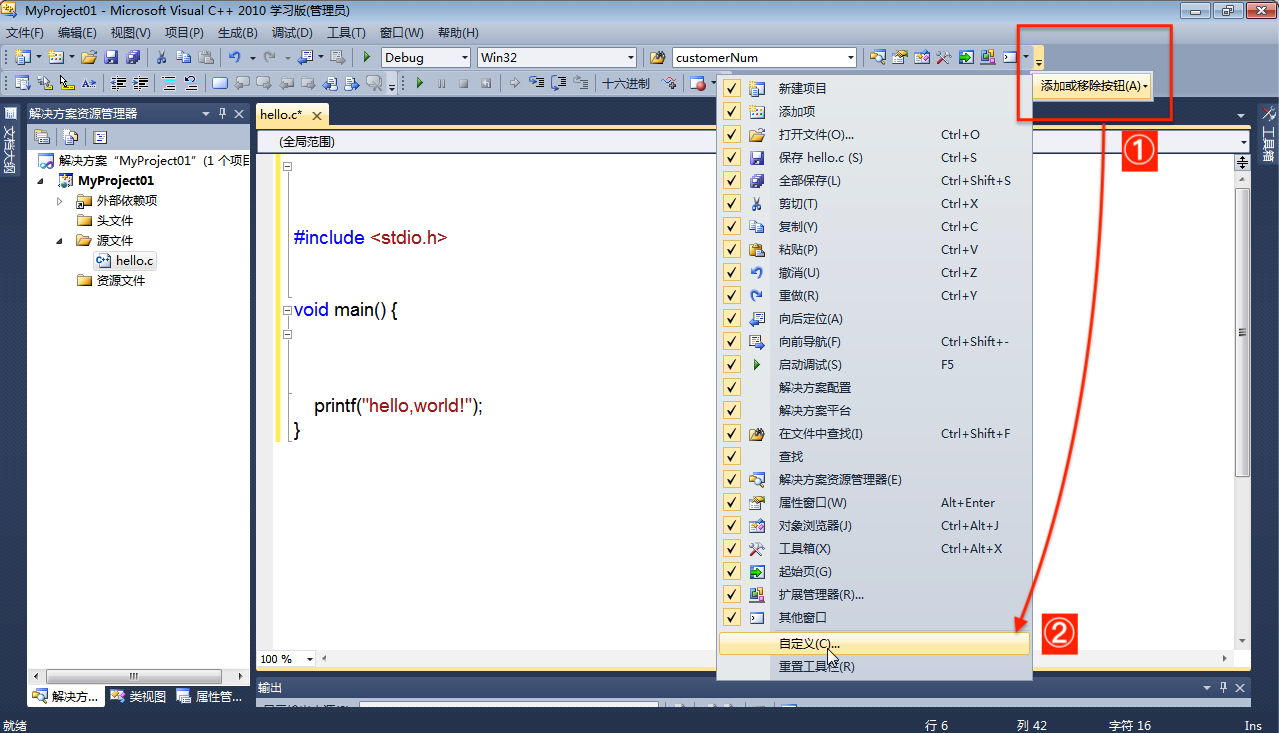 MyProject01 - Microsoft Visual C++ 2010 学习版(管理员)
文件(F) 编辑(E) 视图(V) 项目(P) 生成(B) 调试(D) 工具(T) 窗口(W) 帮助(H)
Debug Win32 customerNum
十六进制
添加或移除按钮(A)
①
文档大纲
解决方案资源管理器
解决方案“MyProject01”(1 个项目
MyProject01
外部依赖项
头文件
源文件
hello.c
资源文件
解决方... 类视图 属性管...
hello.c*
(全局范围)
#include <stdio.h>
void main() {
printf("hello,world!");
}
100 %
新建项目
添加项
打开文件(O)... Ctrl+O
保存 hello.c (S) Ctrl+S
全部保存(L) Ctrl+Shift+S
剪切(T) Ctrl+X
复制(Y) Ctrl+C
粘贴(P) Ctrl+V
撤消(U) Ctrl+Z
重做(R) Ctrl+Y
向后定位(A)
向前导航(F) Ctrl+Shift+-
启动调试(S) F5
解决方案配置
解决方案平台
在文件中查找(I) Ctrl+Shift+F
查找
解决方案资源管理器(E)
属性窗口(W) Alt+Enter
对象浏览器(J) Ctrl+Alt+J
工具箱(X) Ctrl+Alt+X
起始页(G)
扩展管理器(R)...
其他窗口
自定义(C)...
重置工具栏(R)
②
工具箱
输出
就绪 行 6 列 42 字符 16 Ins